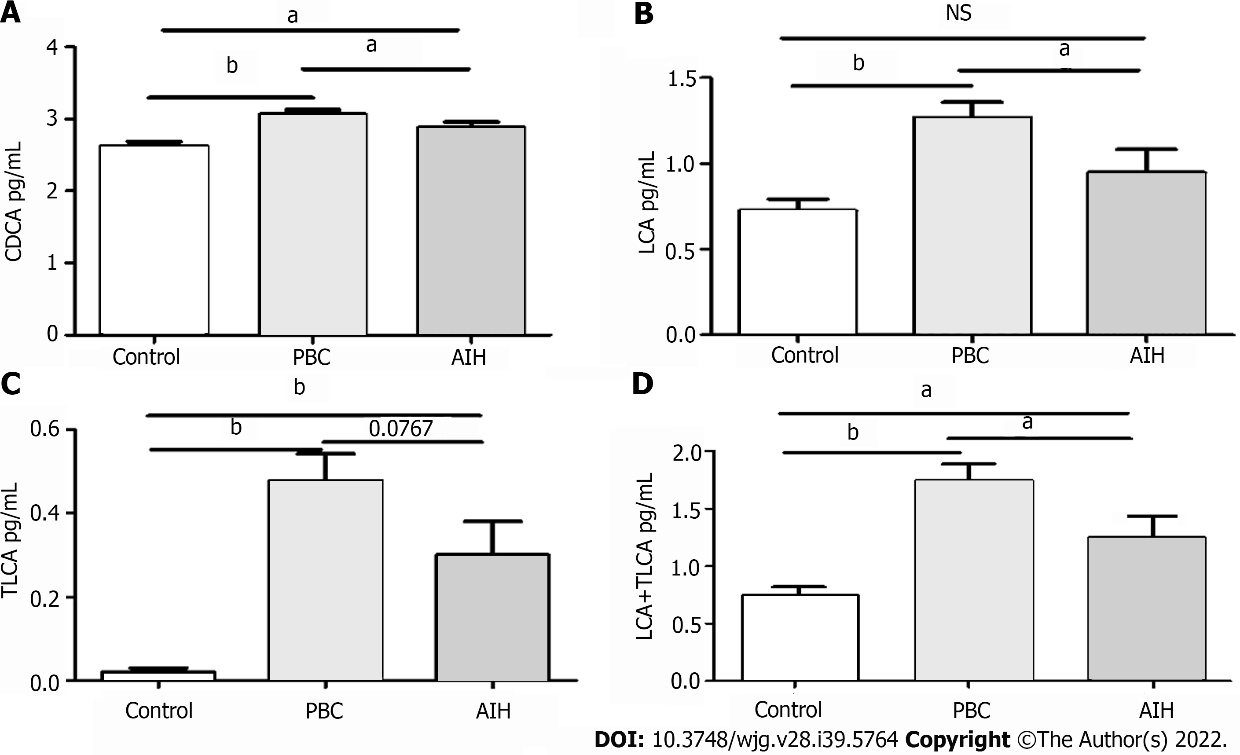 A
a
a
b
4
3
2
1
0
CDCA pg/mL
Control PBC AIH
B
NS
a
b
1.5
1.0
0.5
0.0
LCA pg/mL
Control PBC AIH
C
b
b
0.0767
0.6
0.4
0.2
0.0
TLCA pg/mL
Control PBC AIH
D
a
a
b
2.0
1.5
1.0
0.5
0.0
LCA+TLCA pg/mL
Control PBC AIH
DOI: 10.3748/wjg.v28.i39.5764 Copyright ©The Author(s) 2022.